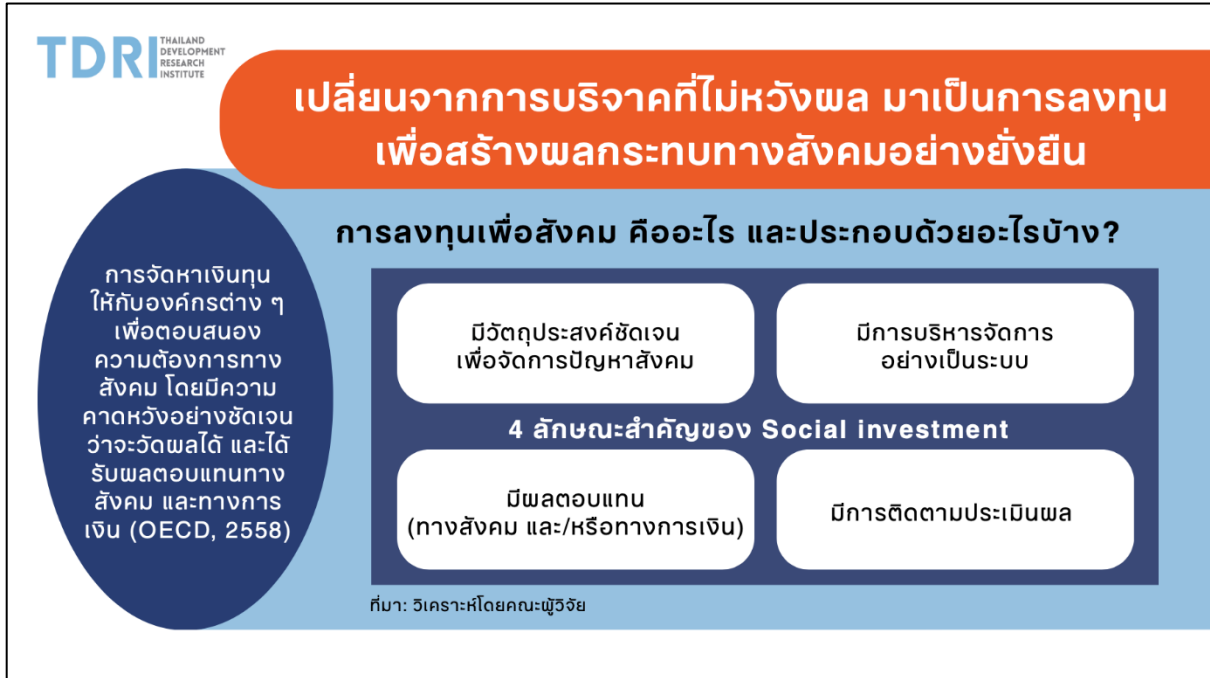 TDRI
THAILAND
DEVELOPMENT
RESEARCH
INSTITUTE
เปลี่ยนจากการบริจาคที่ไม่หวังผล มาเป็นการลงทุน
เพื่อสร้างผลกระทบทางสังคมอย่างยั่งยืน
การจัดหาเงินทุน
ให้กับองค์กรต่าง ๆ
เพื่อตอบสนอง
ความต้องการทาง
สังคม โดยมีความ
คาดหวังอย่างชัดเจน
ว่าจะวัดผลได้ และได้
รับผลตอบแทนทาง
สังคม และทางการ
เงิน (OECD, 2558)
การลงทุนเพื่อสังคม คืออะไร และประกอบด้วยอะไรบ้าง?
มีวัตถุประสงค์ชัดเจน
เพื่อจัดการปัญหาสังคม
มีการบริหารจัดการ
อย่างเป็นระบบ
4 ลักษณะสำคัญของ Social investment
มีผลตอบแทน
(ทางสังคม และ/หรือทางการเงิน)
มีการติดตามประเมินผล
ที่มา: วิเคราะห์โดยคณะผู้วิจัย